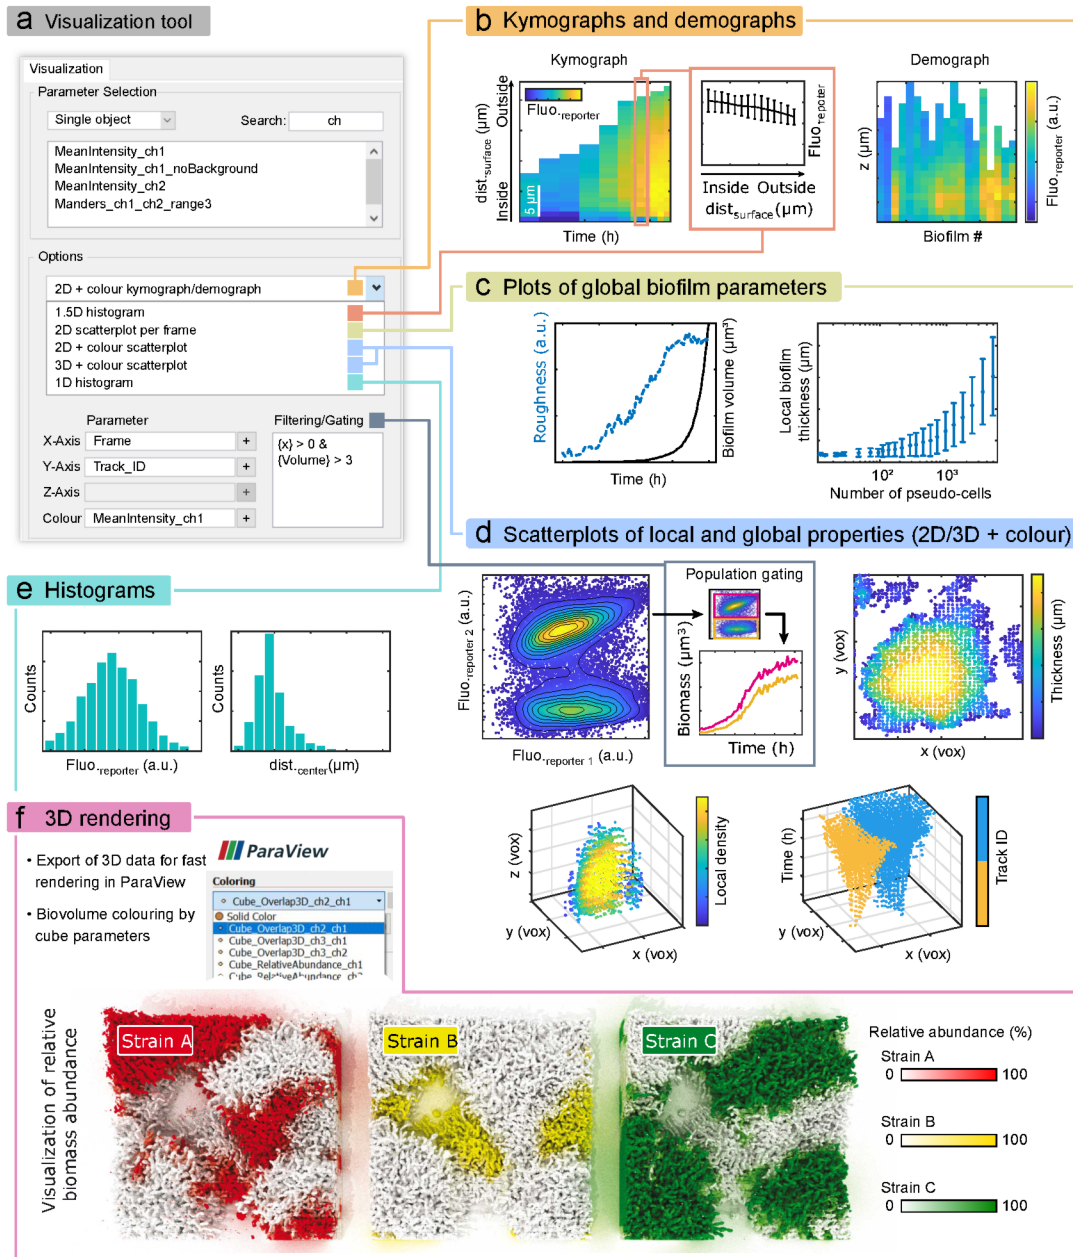 a Visualization tool
Visualization
Parameter Selection
Single object
Search:
ch
MeanIntensity_ch1
MeanIntensity_ch1_noBackground
MeanIntensity_ch2
Manders_ch1_ch2_range3
Options
2D + colour kymograph/demograph
1.5D histogram
2D scatterplot per frame
2D + colour scatterplot
3D + colour scatterplot
1D histogram
Parameter
Filtering/Gating
X-Axis
Frame
+
Y-Axis
Track_ID
+
Z-Axis
+
Colour
MeanIntensity_ch1
+
{x} > 0 &
{Volume} > 3
b Kymographs and demographs
Kymograph
Fluo.reporter
Inside
Outside
dist.surface (µm)
5 µm
Time (h)
Fluo.reporter
Inside Outside
dist.surface(µm)
Demograph
z (µm)
Biofilm #
Fluo.reporter (a.u.)
c Plots of global biofilm parameters
Roughness (a.u.)
Biofilm volume (µm³)
Time (h)
Local biofilm
thickness (µm)
10²
10³
Number of pseudo-cells
d Scatterplots of local and global properties (2D/3D + colour)
Fluo.reporter 2 (a.u.)
Fluo.reporter 1 (a.u.)
Population gating
Biomass (µm³)
Time (h)
y (vox)
x (vox)
Thickness (µm)
z (vox)
y (vox)
x (vox)
Local density
Time (h)
y (vox)
x (vox)
Track ID
e Histograms
Counts
Fluo.reporter (a.u.)
Counts
dist.center(µm)
f 3D rendering
• Export of 3D data for fast
rendering in ParaView
• Biovolume colouring by
cube parameters
ParaView
Coloring
Cube_Overlap3D_ch2_ch1
Solid Color
Cube_Overlap3D_ch2_ch1
Cube_Overlap3D_ch3_ch1
Cube_Overlap3D_ch3_ch2
Cube_RelativeAbundance_ch1
Cube_RelativeAbundance_ch2
Visualization of relative
biomass abundance
Strain A
Strain B
Strain C
Relative abundance (%)
Strain A
0
100
Strain B
0
100
Strain C
0
100